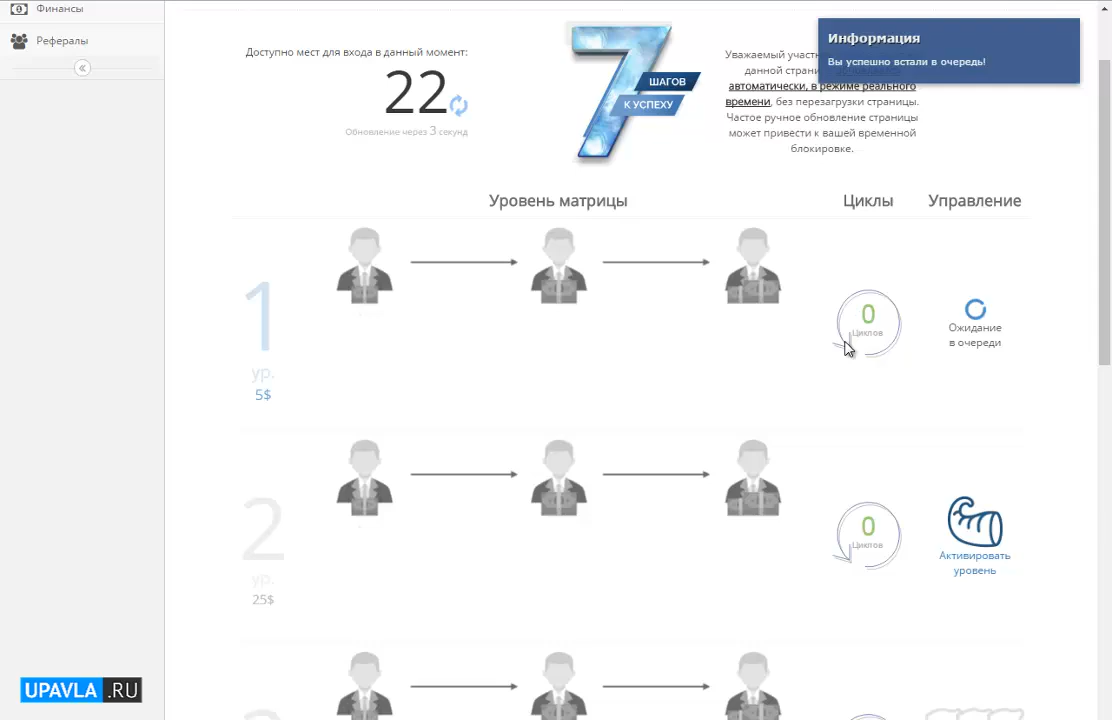 Финансы
Рефералы
Доступно мест для входа в данный момент:
22
Обновление через 3 секунд
ШАГОВ
К УСПЕХУ
7
Уважаемый участ
данной страни
автоматически, в режиме реального
времени, без перезагрузки страницы.
Частое ручное обновление страницы
может привести к вашей временной
блокировке.
Информация
Вы успешно встали в очередь!
Уровень матрицы
Циклы
Управление
1
ур.
5$
0
Циклов
Ожидание
в очереди
2
ур.
25$
0
Циклов
Активировать
уровень
UPAVLA.RU